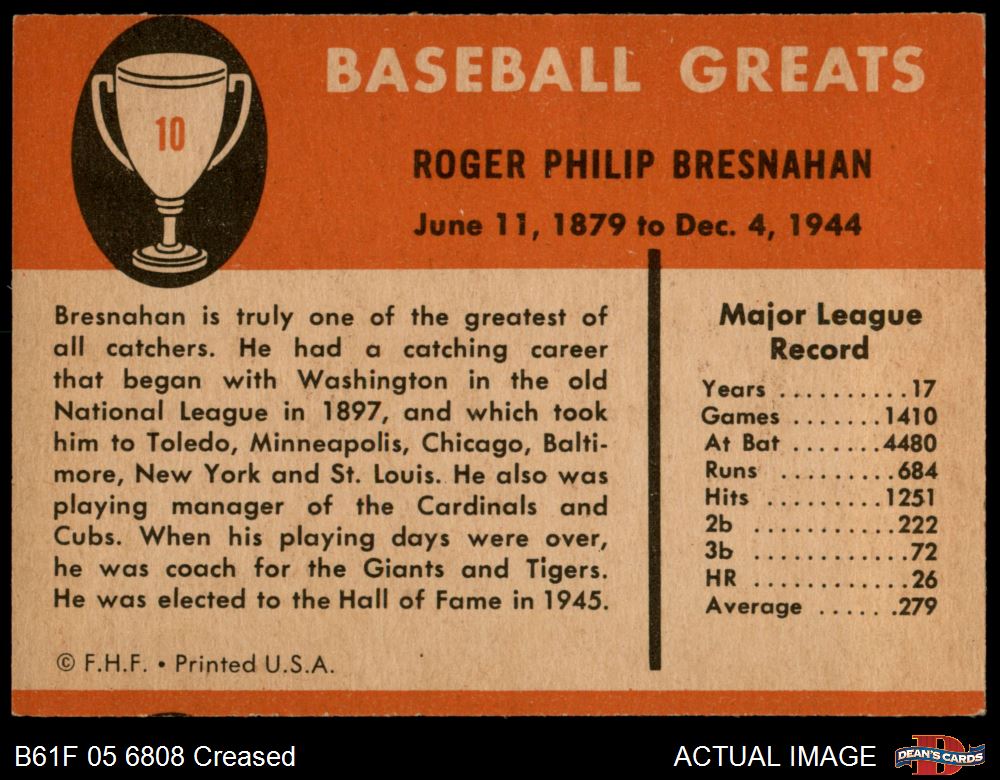 10
BASEBALL GREATS
ROGER PHILIP BRESNAHAN
June 11, 1879 to Dec. 4, 1944
Bresnahan is truly one of the greatest of
all catchers. He had a catching career
that began with Washington in the old
National League in 1897, and which took
him to Toledo, Minneapolis, Chicago, Balti-
more, New York and St. Louis. He also was
playing manager of the Cardinals and
Cubs. When his playing days were over,
he was coach for the Giants and Tigers.
He was elected to the Hall of Fame in 1945.
© F.H.F. • Printed U.S.A.
Major League
Record
Years ..........17
Games .......1410
At Bat .......4480
Runs .........684
Hits .........1251
2b ...........222
3b ............72
HR ............26
Average .......279
B61F 05 6808 Creased
ACTUAL IMAGE
DEAN'S CARDS